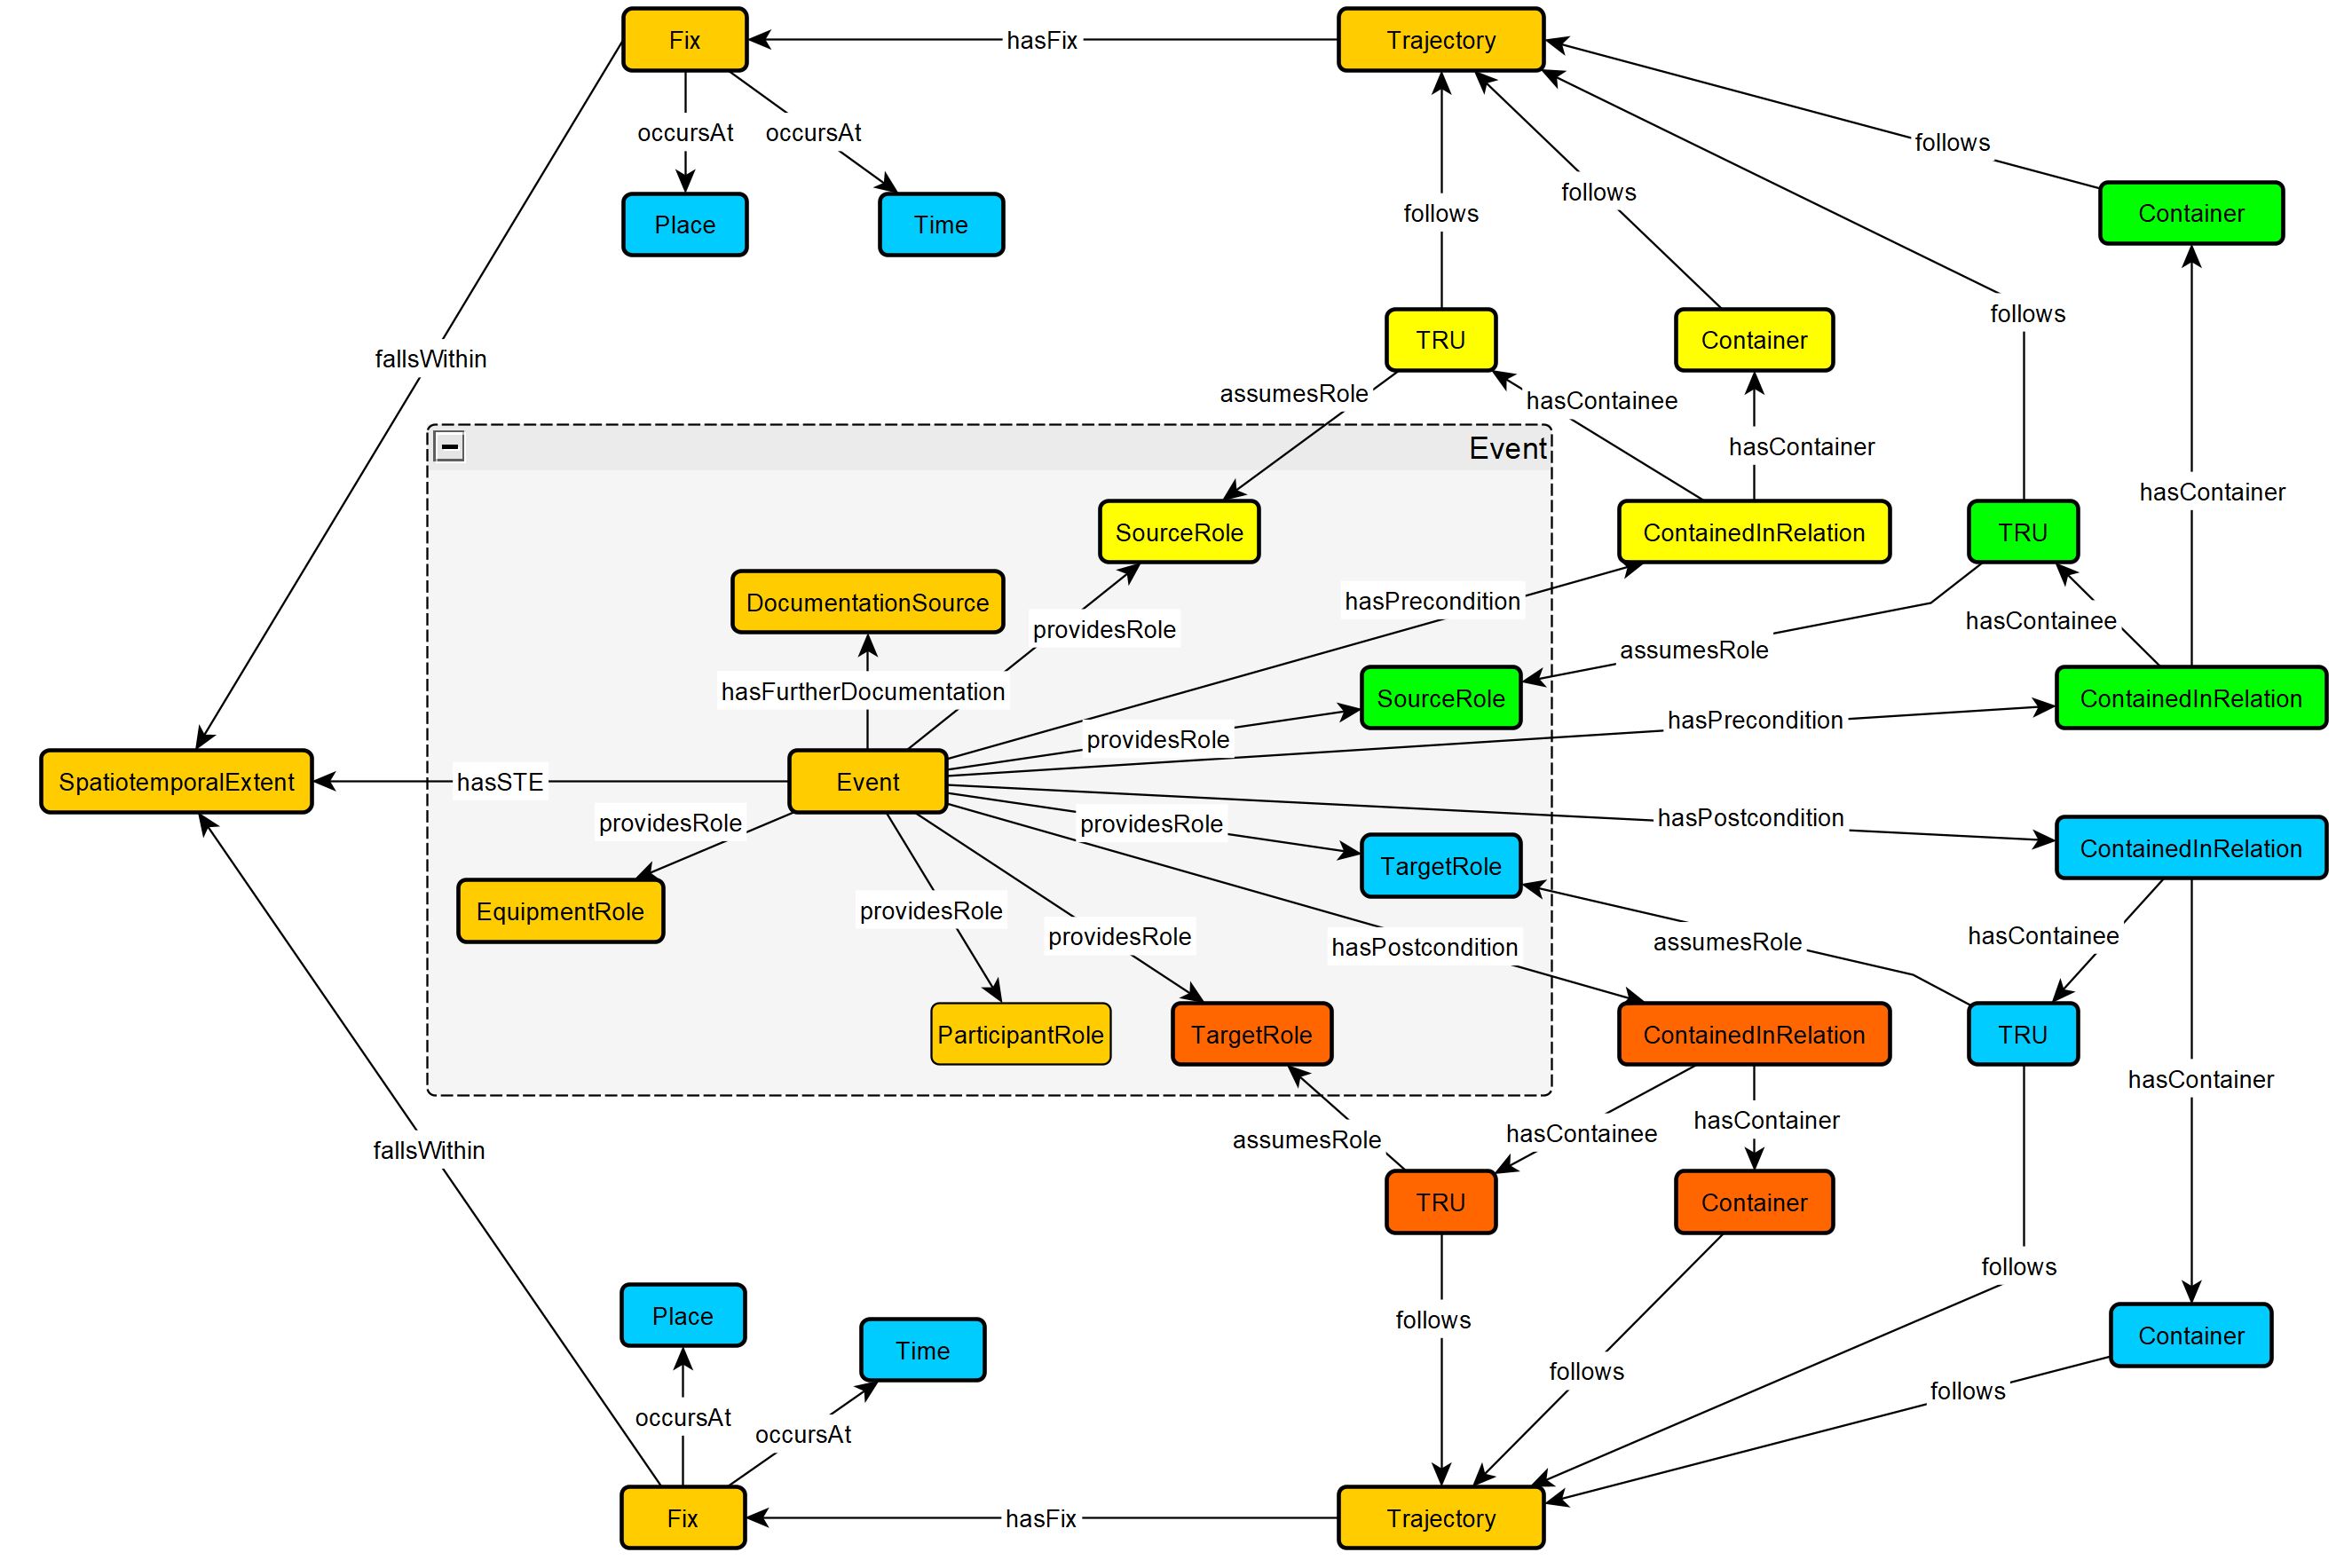 Fix
hasFix
Trajectory
occursAt
occursAt
follows
follows
follows
Place
Time
Container
follows
follows
TRU
Container
fallsWithin
assumesRole
hasContainee
hasContainer
Event
hasContainer
SourceRole
ContainedInRelation
TRU
DocumentationSource
hasPrecondition
providesRole
hasContainee
assumesRole
hasFurtherDocumentation
SourceRole
ContainedInRelation
hasPrecondition
providesRole
SpatiotemporalExtent
hasSTE
Event
providesRole
providesRole
hasPostcondition
ContainedInRelation
TargetRole
EquipmentRole
providesRole
providesRole
hasPostcondition
assumesRole
hasContainee
ParticipantRole
TargetRole
ContainedInRelation
TRU
hasContainer
fallsWithin
assumesRole
hasContainee
hasContainer
TRU
Container
follows
Place
Time
follows
Container
follows
follows
occursAt
occursAt
Fix
hasFix
Trajectory